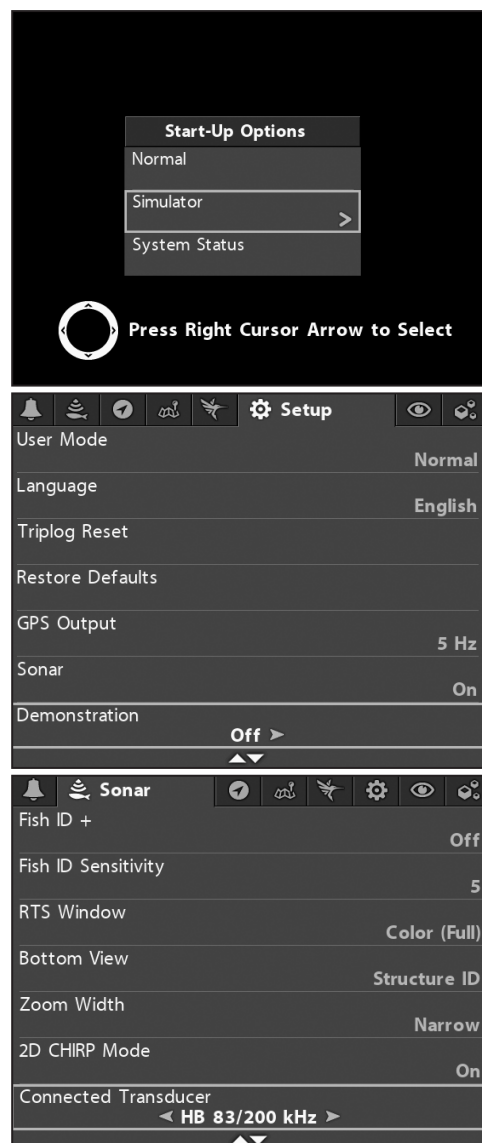 Start-Up Options
Normal
Simulator
>
System Status
Press Right Cursor Arrow to Select
Setup
User Mode
Normal
Language
English
Triplog Reset
Restore Defaults
GPS Output
5 Hz
Sonar
On
Demonstration
Off
Sonar
Fish ID +
Off
Fish ID Sensitivity
5
RTS Window
Color (Full)
Bottom View
Structure ID
Zoom Width
Narrow
2D CHIRP Mode
On
Connected Transducer
HB 83/200 kHz